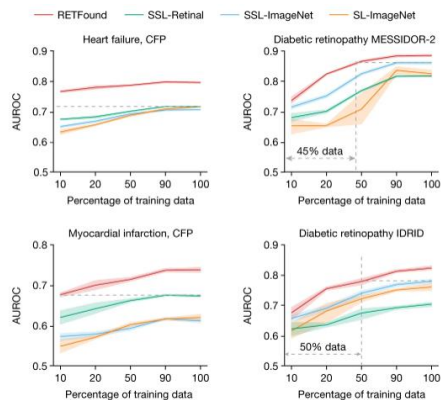 RETFound SSL-Retinal SSL-ImageNet SL-ImageNet
Heart failure, CFP
AUROC
0.9
0.8
0.7
0.6
0.5
10 20 50 90 100
Percentage of training data
Diabetic retinopathy MESSIDOR-2
AUROC
0.9
0.8
0.7
0.6
0.5
45% data
10 20 50 90 100
Percentage of training data
Myocardial infarction, CFP
AUROC
0.8
0.7
0.6
0.5
10 20 50 90 100
Percentage of training data
Diabetic retinopathy IDRID
AUROC
0.9
0.8
0.7
0.6
0.5
50% data
10 20 50 90 100
Percentage of training data